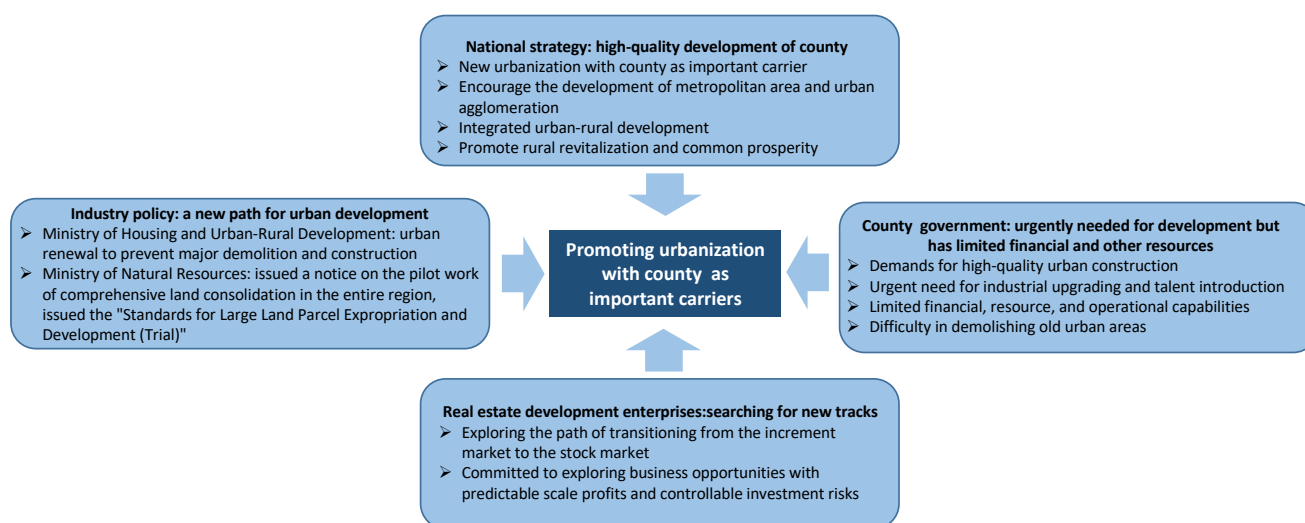 National strategy: high-quality development of county
➢ New urbanization with county as important carrier
➢ Encourage the development of metropolitan area and urban
agglomeration
➢ Integrated urban-rural development
➢ Promote rural revitalization and common prosperity
Industry policy: a new path for urban development
➢ Ministry of Housing and Urban-Rural Development: urban
renewal to prevent major demolition and construction
➢ Ministry of Natural Resources: issued a notice on the pilot work
of comprehensive land consolidation in the entire region,
issued the "Standards for Large Land Parcel Expropriation and
Development (Trial)"
Promoting urbanization
with county as
important carriers
County government: urgently needed for development but
has limited financial and other resources
➢ Demands for high-quality urban construction
➢ Urgent need for industrial upgrading and talent introduction
➢ Limited financial, resource, and operational capabilities
➢ Difficulty in demolishing old urban areas
Real estate development enterprises:searching for new tracks
➢ Exploring the path of transitioning from the increment
market to the stock market
➢ Committed to exploring business opportunities with
predictable scale profits and controllable investment risks